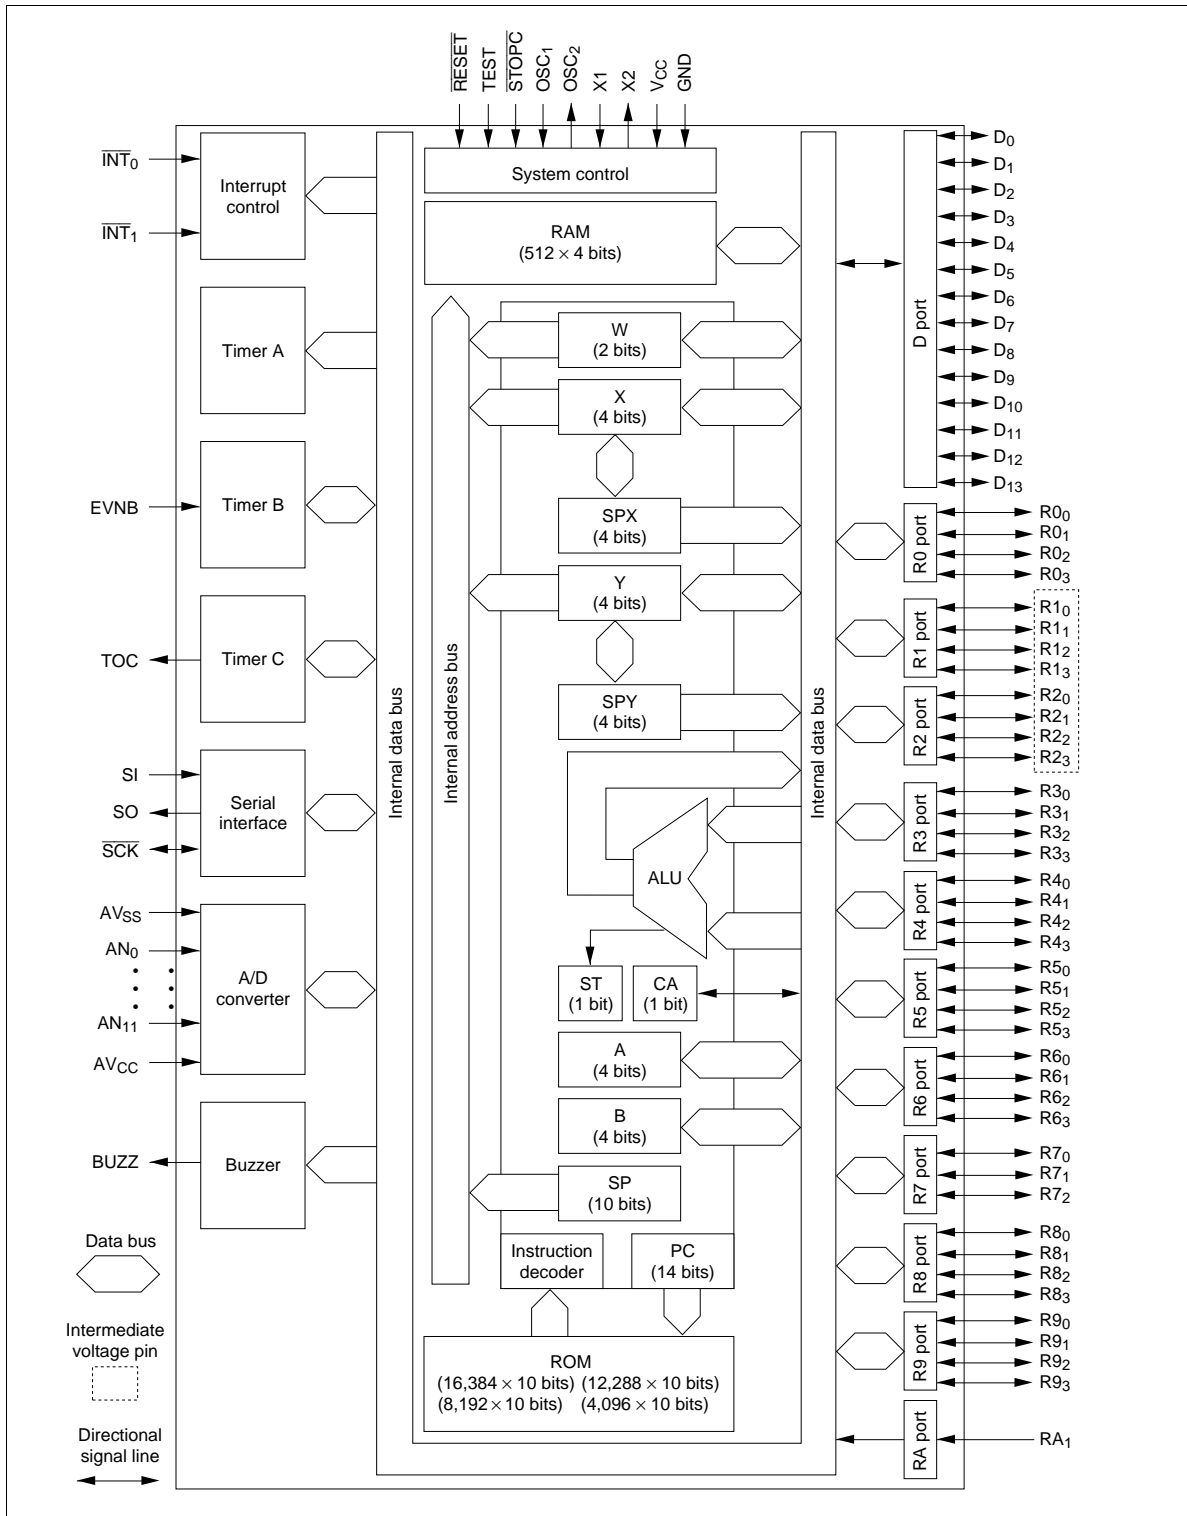 RESET
TEST
STOPC
OSC1
OSC2
X1
X2
VCC
GND
INT0
INT1
Interrupt
control
System control
RAM
(512 × 4 bits)
Timer A
EVNB
Timer B
TOC
Timer C
SI
SO
SCK
Serial
interface
AVSS
AN0
AN11
AVCC
A/D
converter
BUZZ
Buzzer
Internal data bus
Internal address bus
W
(2 bits)
X
(4 bits)
SPX
(4 bits)
Y
(4 bits)
SPY
(4 bits)
ALU
ST
(1 bit)
CA
(1 bit)
A
(4 bits)
B
(4 bits)
SP
(10 bits)
Instruction
decoder
PC
(14 bits)
ROM
(16,384 × 10 bits) (12,288 × 10 bits)
(8,192 × 10 bits) (4,096 × 10 bits)
Internal data bus
D port
D0
D1
D2
D3
D4
D5
D6
D7
D8
D9
D10
D11
D12
D13
R0 port
R00
R01
R02
R03
R1 port
R10
R11
R12
R13
R2 port
R20
R21
R22
R23
R3 port
R30
R31
R32
R33
R4 port
R40
R41
R42
R43
R5 port
R50
R51
R52
R53
R6 port
R60
R61
R62
R63
R7 port
R70
R71
R72
R8 port
R80
R81
R82
R83
R9 port
R90
R91
R92
R93
RA port
RA1
Data bus
Intermediate
voltage pin
Directional
signal line